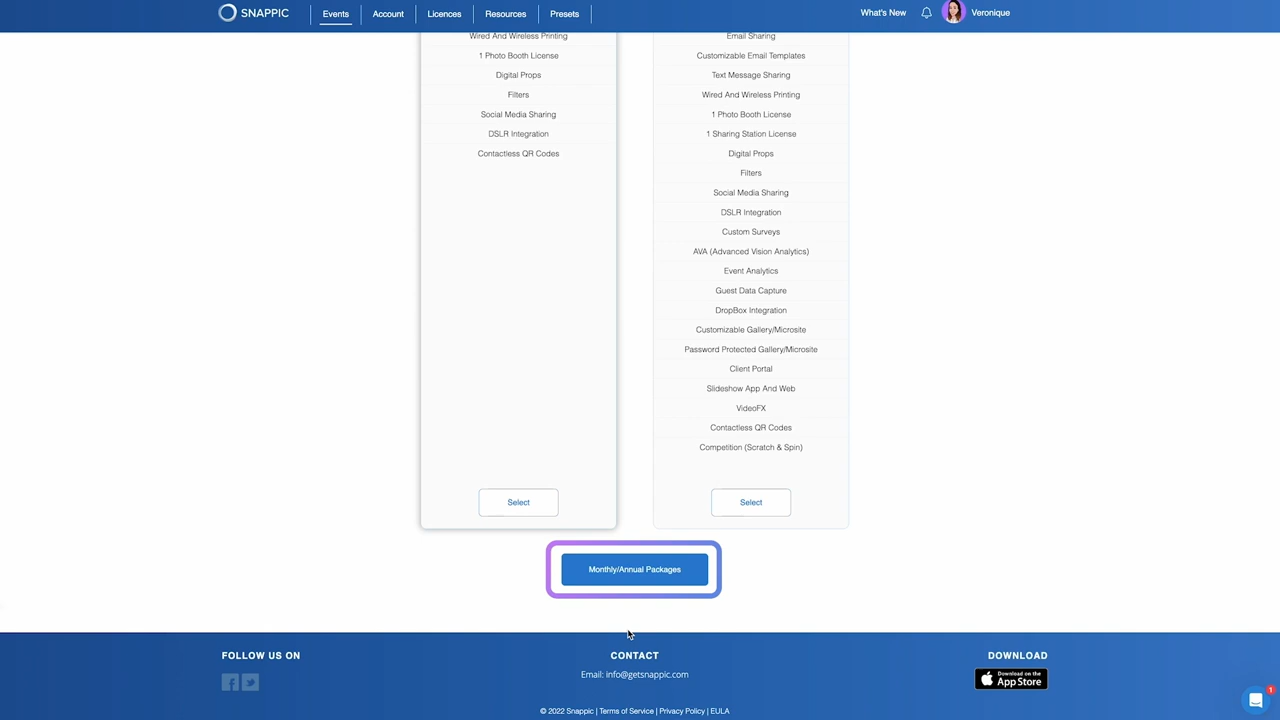 SNAPPIC
Events
Account
Licences
Resources
Presets
What's New
Veronique
Wired And Wireless Printing
1 Photo Booth License
Digital Props
Filters
Social Media Sharing
DSLR Integration
Contactless QR Codes
Select
Email Sharing
Customizable Email Templates
Text Message Sharing
Wired And Wireless Printing
1 Photo Booth License
1 Sharing Station License
Digital Props
Filters
Social Media Sharing
DSLR Integration
Custom Surveys
AVA (Advanced Vision Analytics)
Event Analytics
Guest Data Capture
DropBox Integration
Customizable Gallery/Microsite
Password Protected Gallery/Microsite
Client Portal
Slideshow App And Web
VideoFX
Contactless QR Codes
Competition (Scratch & Spin)
Select
Monthly/Annual Packages
FOLLOW US ON
CONTACT
Email: info@getsnappic.com
DOWNLOAD
Download on the
App Store
© 2022 Snappic | Terms of Service | Privacy Policy | EULA
1